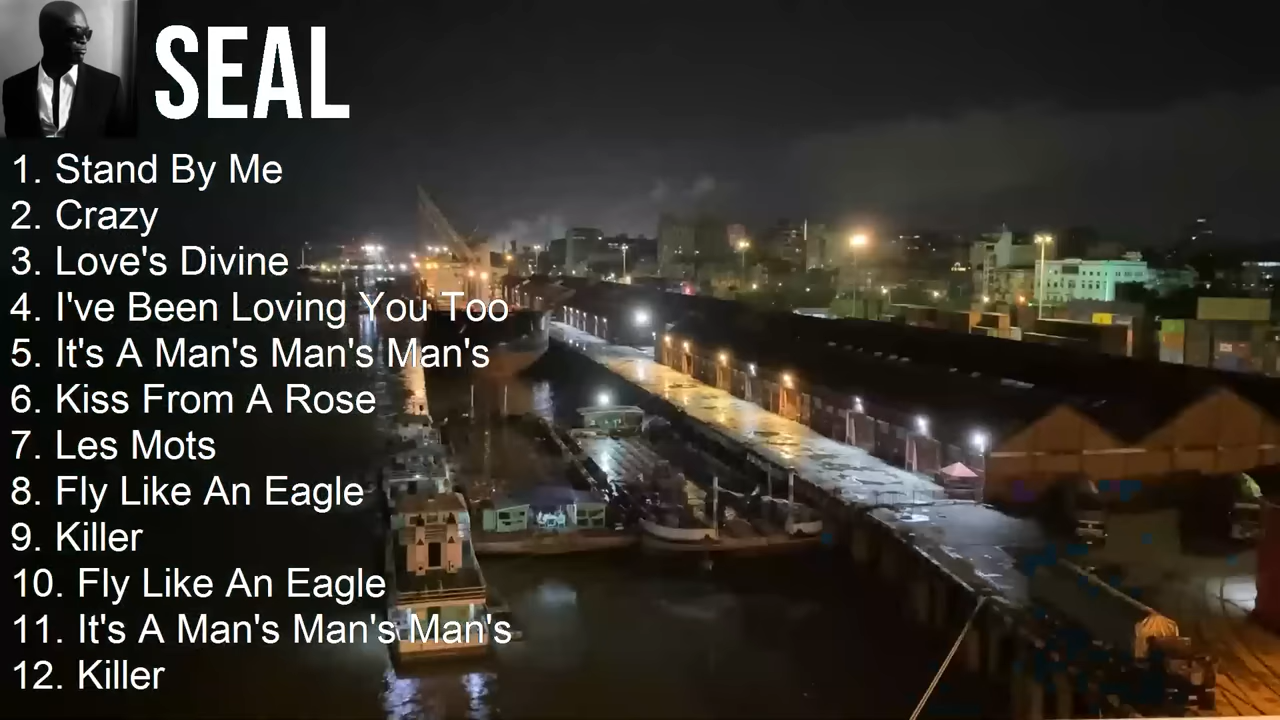 SEAL
1. Stand By Me
2. Crazy
3. Love's Divine
4. I've Been Loving You Too
5. It's A Man's Man's Man's
6. Kiss From A Rose
7. Les Mots
8. Fly Like An Eagle
9. Killer
10. Fly Like An Eagle
11. It's A Man's Man's Man's
12. Killer